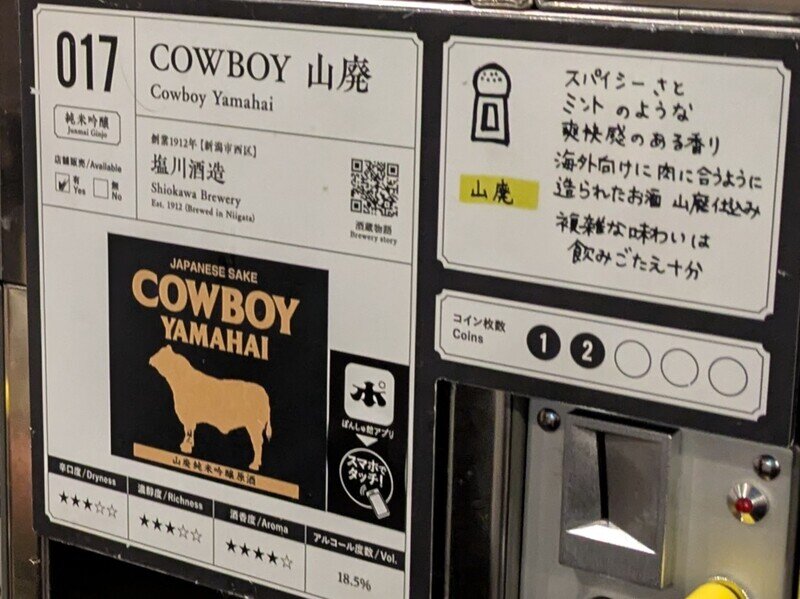 017
純米吟醸
Junmai Ginjo
店舗販売/Available
有
Yes
無
No
COWBOY 山廃
Cowboy Yamahai
創業1912年【新潟市西区】
塩川酒造
Shiokawa Brewery
Est. 1912 (Brewed in Niigata)
酒蔵物語
Brewery story
JAPANESE SAKE
COWBOY
YAMAHAI
山廃純米吟醸原酒
ポ
ぽんしゅ館アプリ
スマホで
タッチ!
辛口度/Dryness
★★★☆☆
濃醇度/Richness
★★★☆☆
酒香度/Aroma
★★★★☆
アルコール度数/Vol.
18.5%
山廃
スパイシーさと
ミントのような
爽快感のある香り
海外向けに肉に合うように
造られたお酒 山廃仕込み
複雑な味わいは
飲みごたえ十分
コイン枚数
Coins
1 2